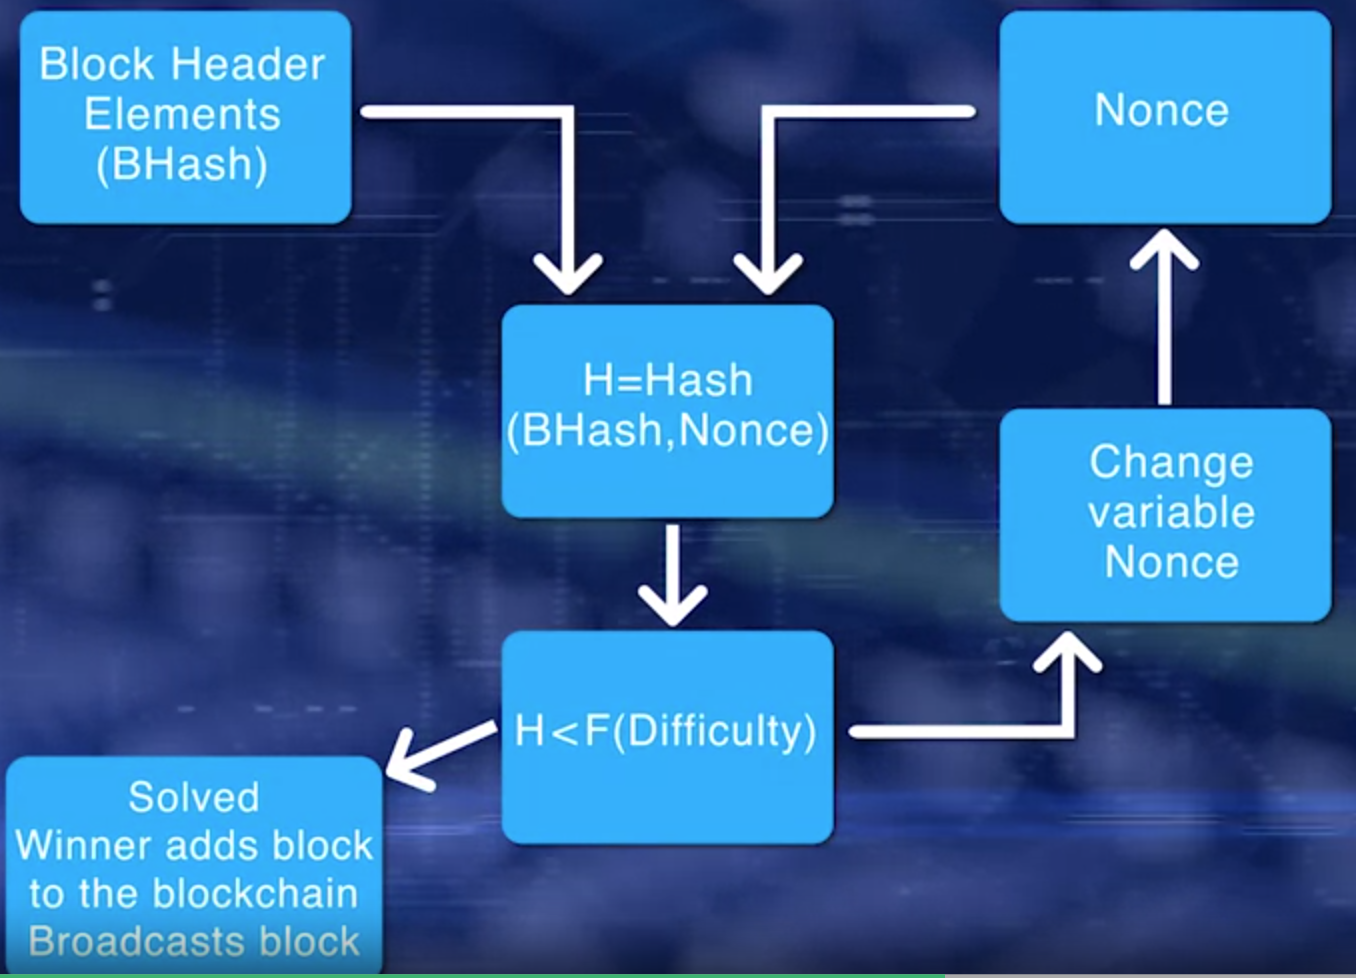 Block Header
Elements
(BHash)
Nonce
H=Hash
(BHash,Nonce)
Change
variable
Nonce
H<F(Difficulty)
Solved
Winner adds block
to the blockchain
Broadcasts block